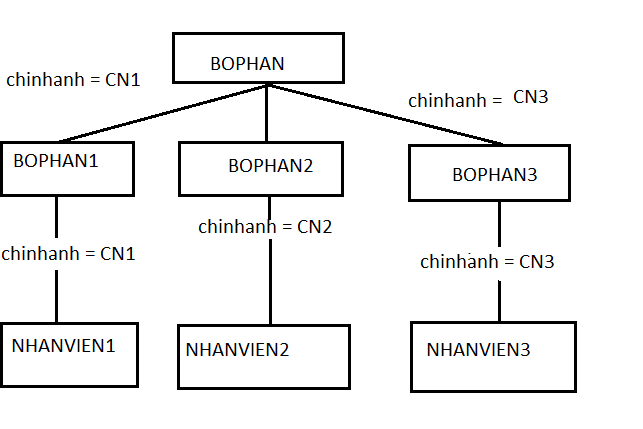 BOPHAN
chinhanh = CN1
chinhanh = CN3
BOPHAN1
BOPHAN2
BOPHAN3
chinhanh = CN2
chinhanh = CN1
chinhanh = CN3
NHANVIEN1
NHANVIEN2
NHANVIEN3